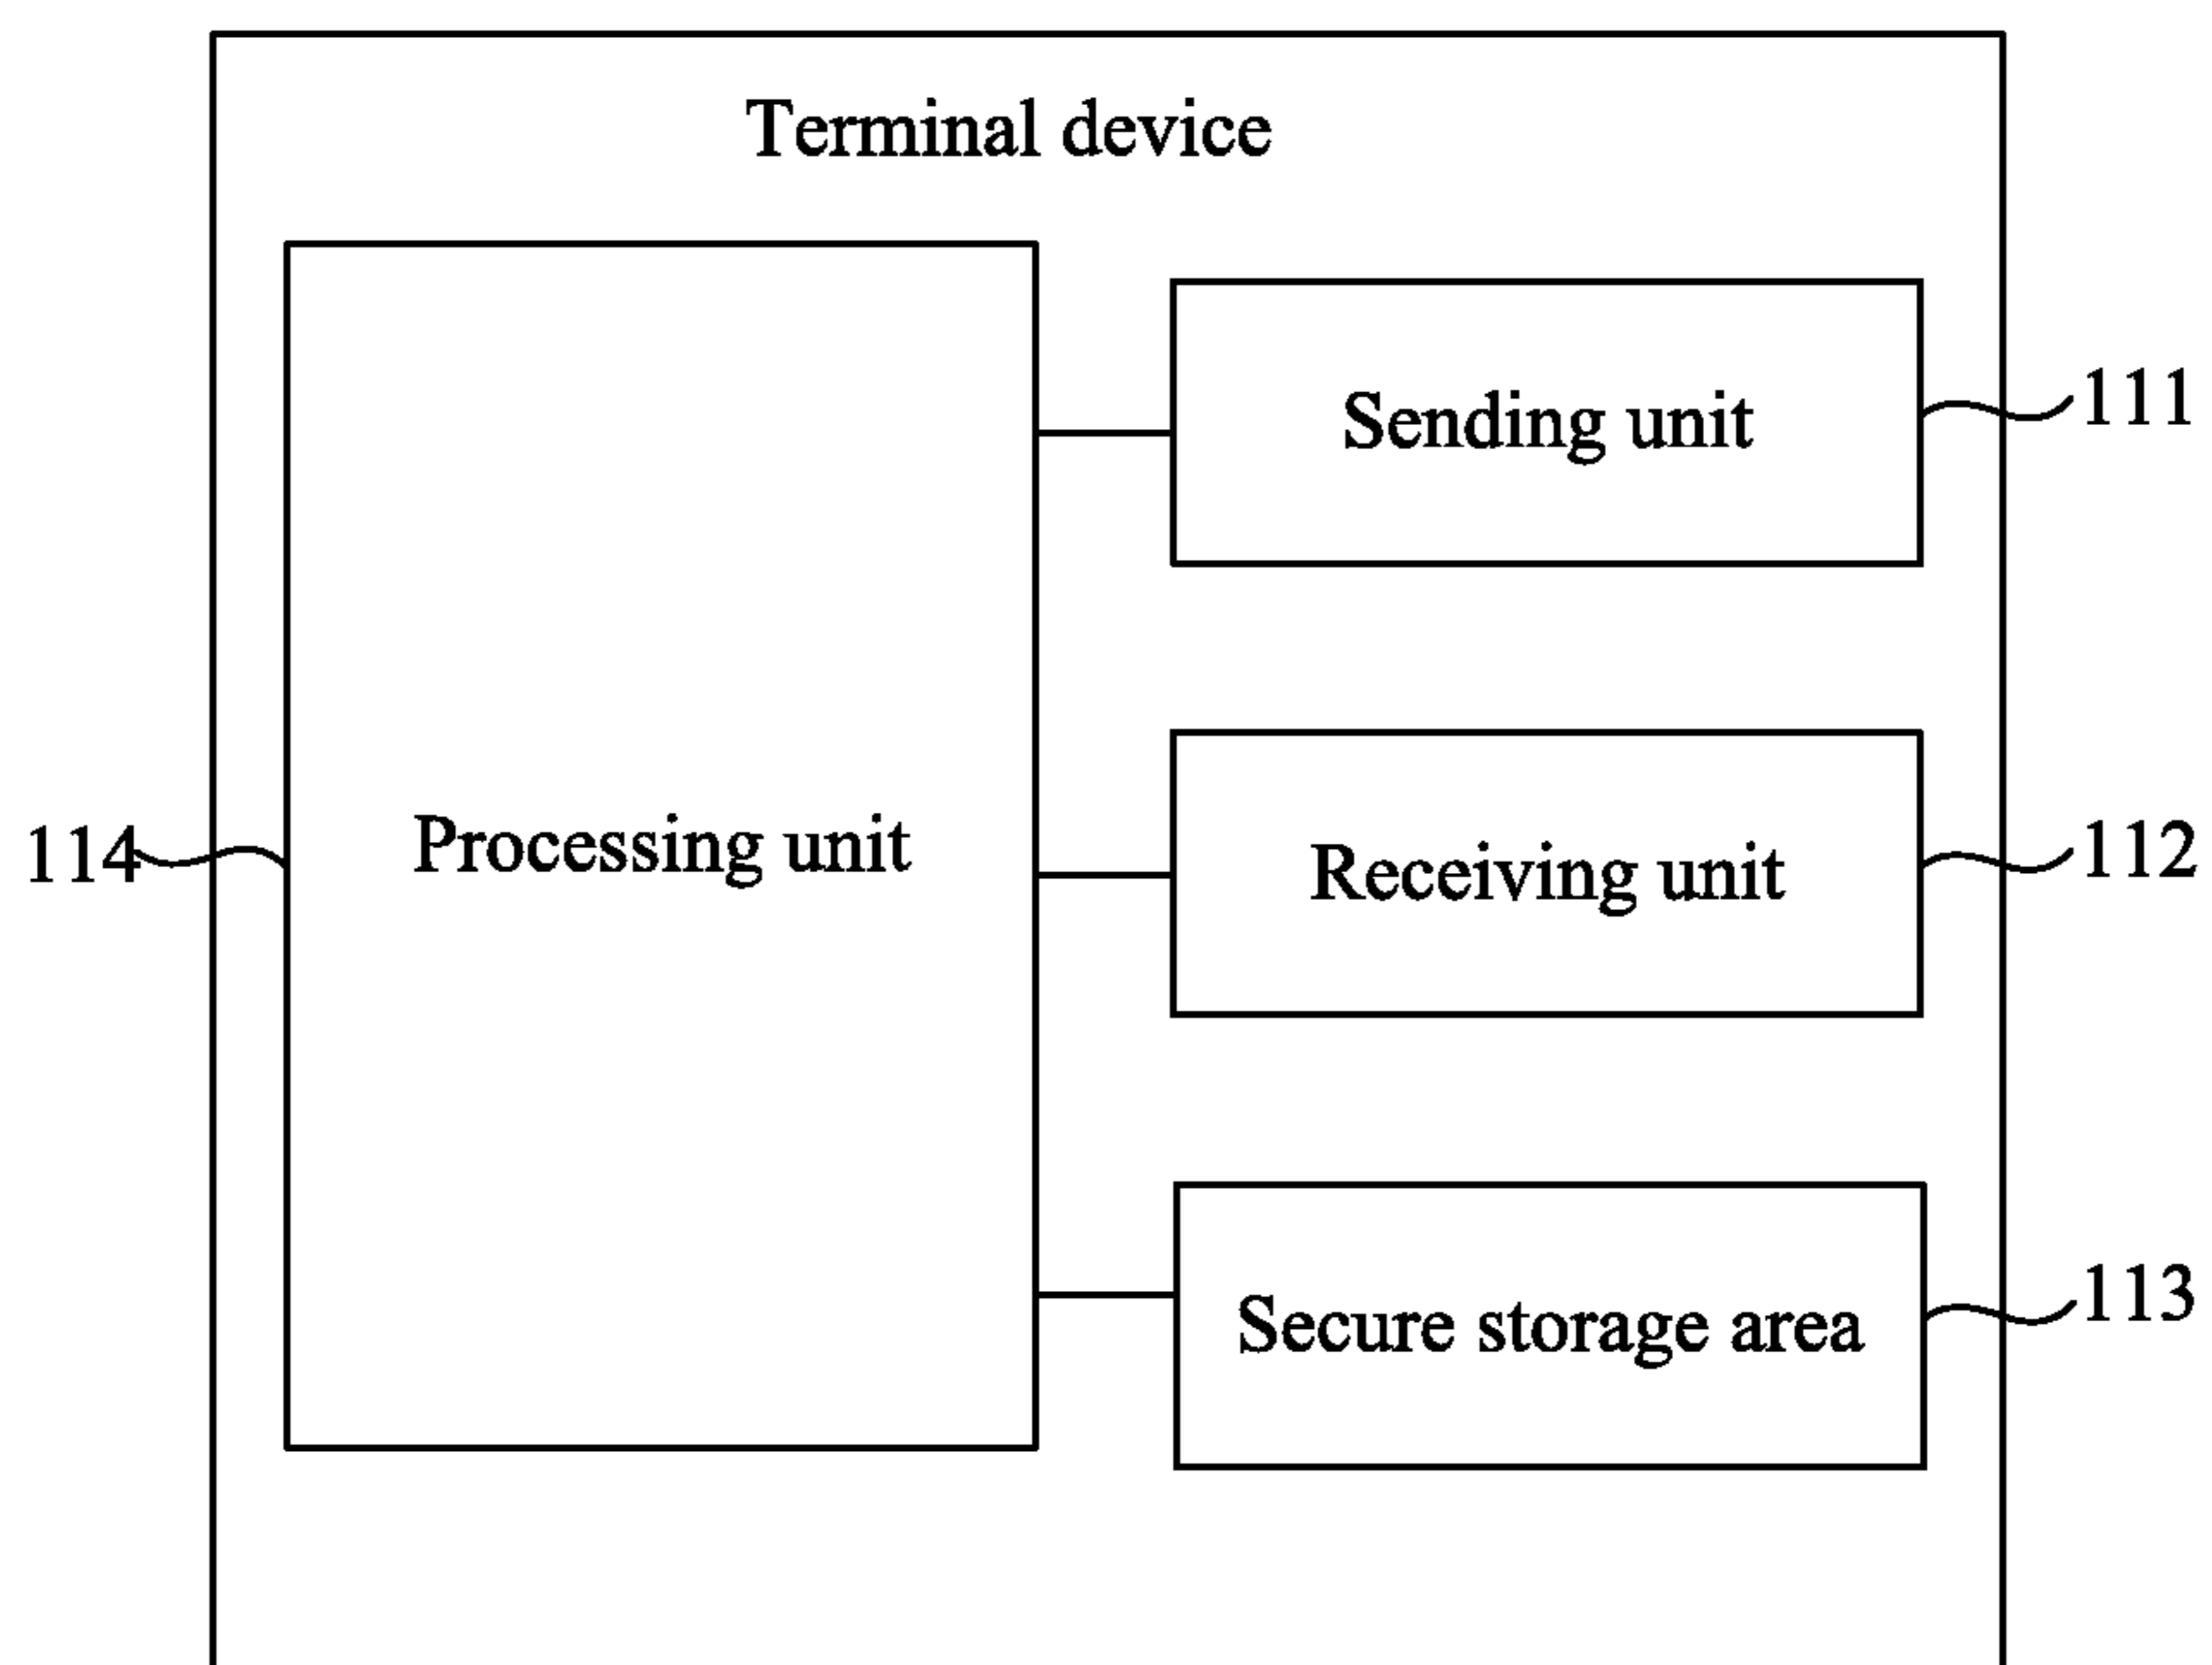 Terminal device
Sending unit
111
Processing unit
114
Receiving unit
112
Secure storage area
113